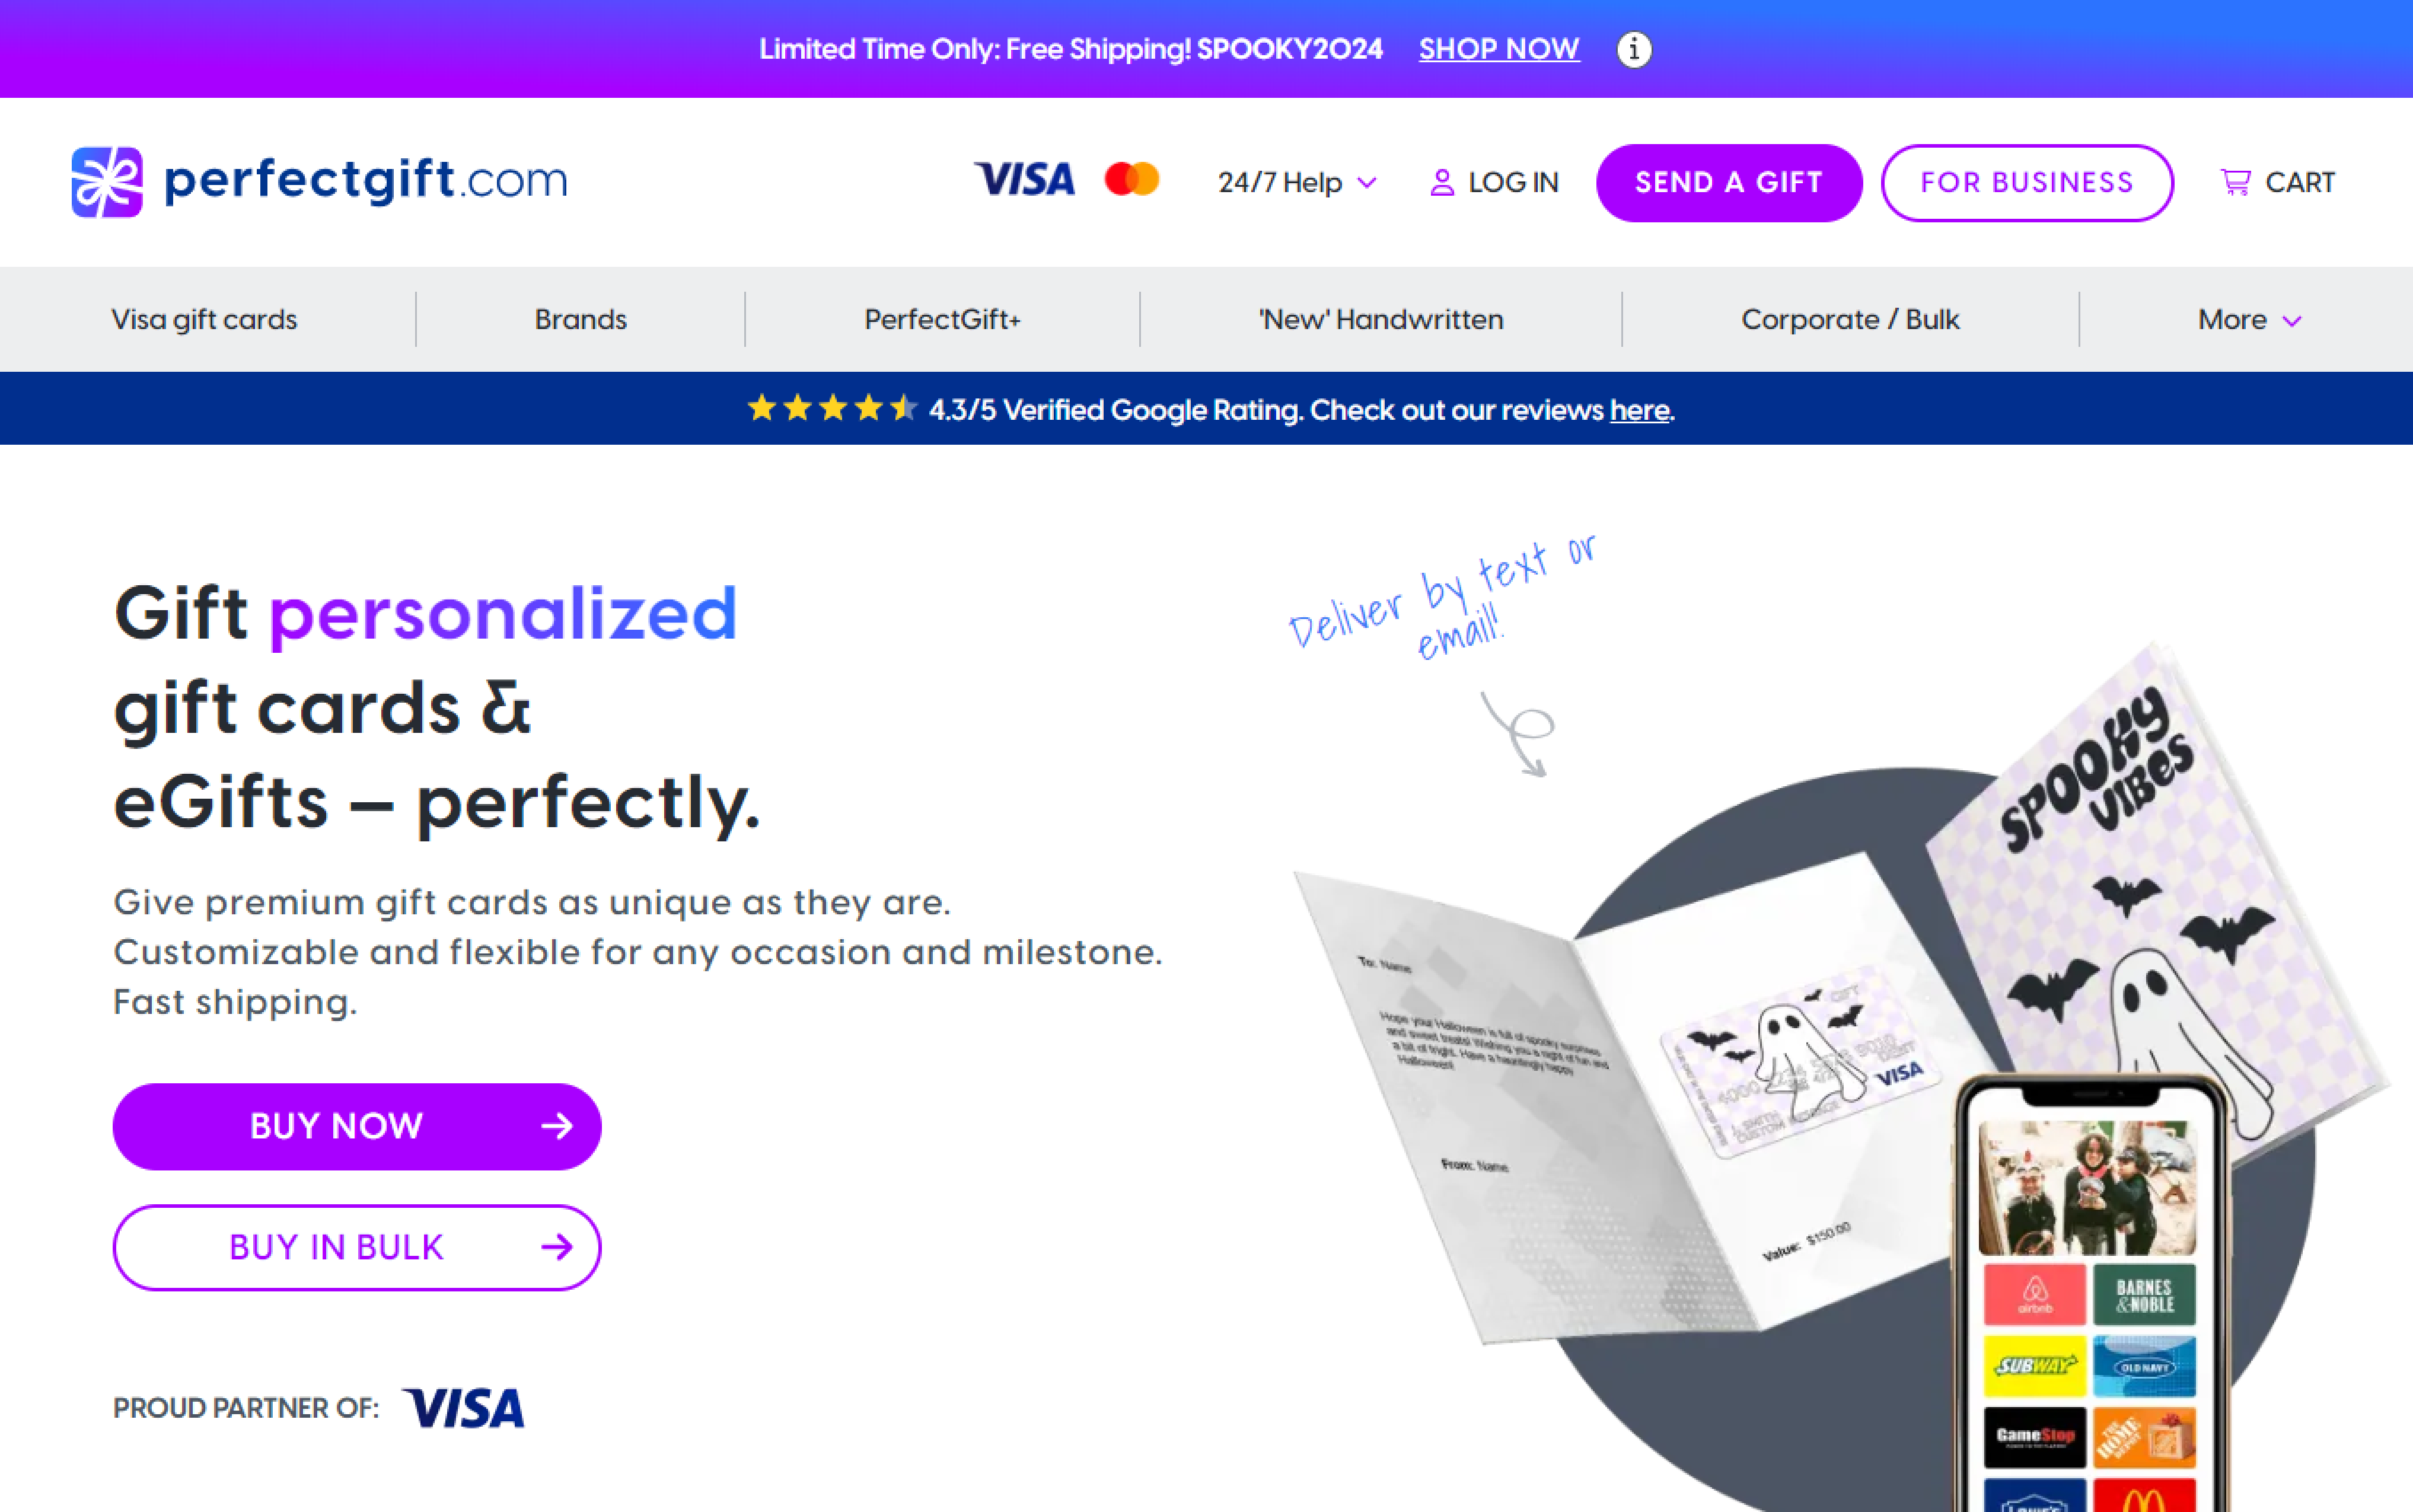 Limited Time Only: Free Shipping! SPOOKY2024 SHOP NOW i
perfectgift.com
VISA
24/7 Help
LOG IN
SEND A GIFT
FOR BUSINESS
CART
Visa gift cards
Brands
PerfectGift+
'New' Handwritten
Corporate / Bulk
More
4.3/5 Verified Google Rating. Check out our reviews here.
Gift personalized
gift cards &
eGifts – perfectly.
Give premium gift cards as unique as they are.
Customizable and flexible for any occasion and milestone.
Fast shipping.
BUY NOW
BUY IN BULK
PROUD PARTNER OF: VISA
Deliver by text or
email!
SPOOKY
VIBES
To: Name
Hope your Halloween is full of spooky surprises
and sweet treats! Wishing you a night of fun and
a bit of fright. Have a hauntingly happy
Halloween!
From: Name
GIFT
DEBIT
VISA
J. SMITH
Value: $150.00
airbnb
BARNES
&NOBLE
SUBWAY
OLD NAVY
GameStop
THE
HOME
DEPOT
LOWE'S